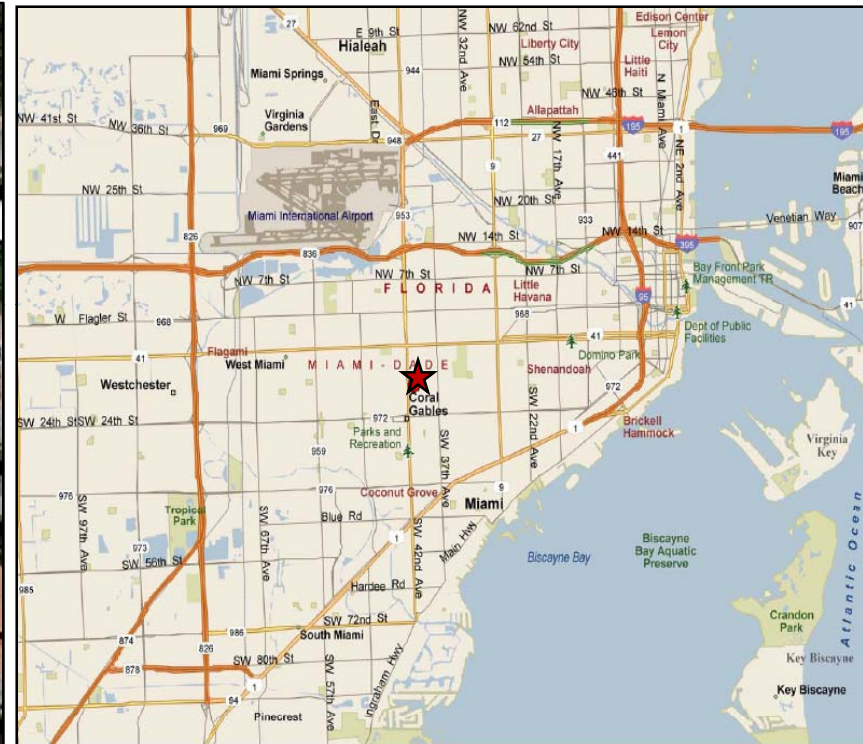 27
E 9th St
Hialeah
NW 32nd Ave
NW 62nd St
Edison Center
Liberty City
Lemon
City
NW 54th St
Little
Haiti
944
Miami Springs
East Dr
NW 46th St
N Miami Ave
Virginia
Gardens
Allapattah
NW 41st St
NW 36th St
969
948
112
27
195
1
195
9
NW 17th Ave
441
NE 2nd Ave
Miami
Beach
NW 25th St
NW 20th St
Miami International Airport
953
933
Venetian Way
907
826
NW 14th St
NW 14th St
395
836
NW 7th St
NW 7th St
NW 7th St
Bay Front Park
Management TR
FLORIDA
Little
Havana
95
41
W Flagler St
968
968
Dept of Public
Facilities
41
Flagami
West Miami
41
Domino Park
MIAMI-DADE
Shenandoah
Westchester
972
Coral
Gables
SW 24th St
SW 24th St
972
SW 22nd Ave
1
Brickell
Hammock
Parks and
Recreation
SW 37th Ave
Virginia
Key
959
976
976
Coconut Grove
9
Miami
SW 97th Ave
Tropical
Park
SW 67th Ave
Blue Rd
1
SW 42nd Ave
Main Hwy
973
SW 56th St
Biscayne Bay
Biscayne
Bay Aquatic
Preserve
Atlantic Ocean
985
Hardee Rd
Crandon
Park
986
SW 72nd St
874
South Miami
826
Key Biscayne
878
SW 80th St
SW 57th Ave
Ingraham Hwy
1
94
Key Biscayne
Pinecrest